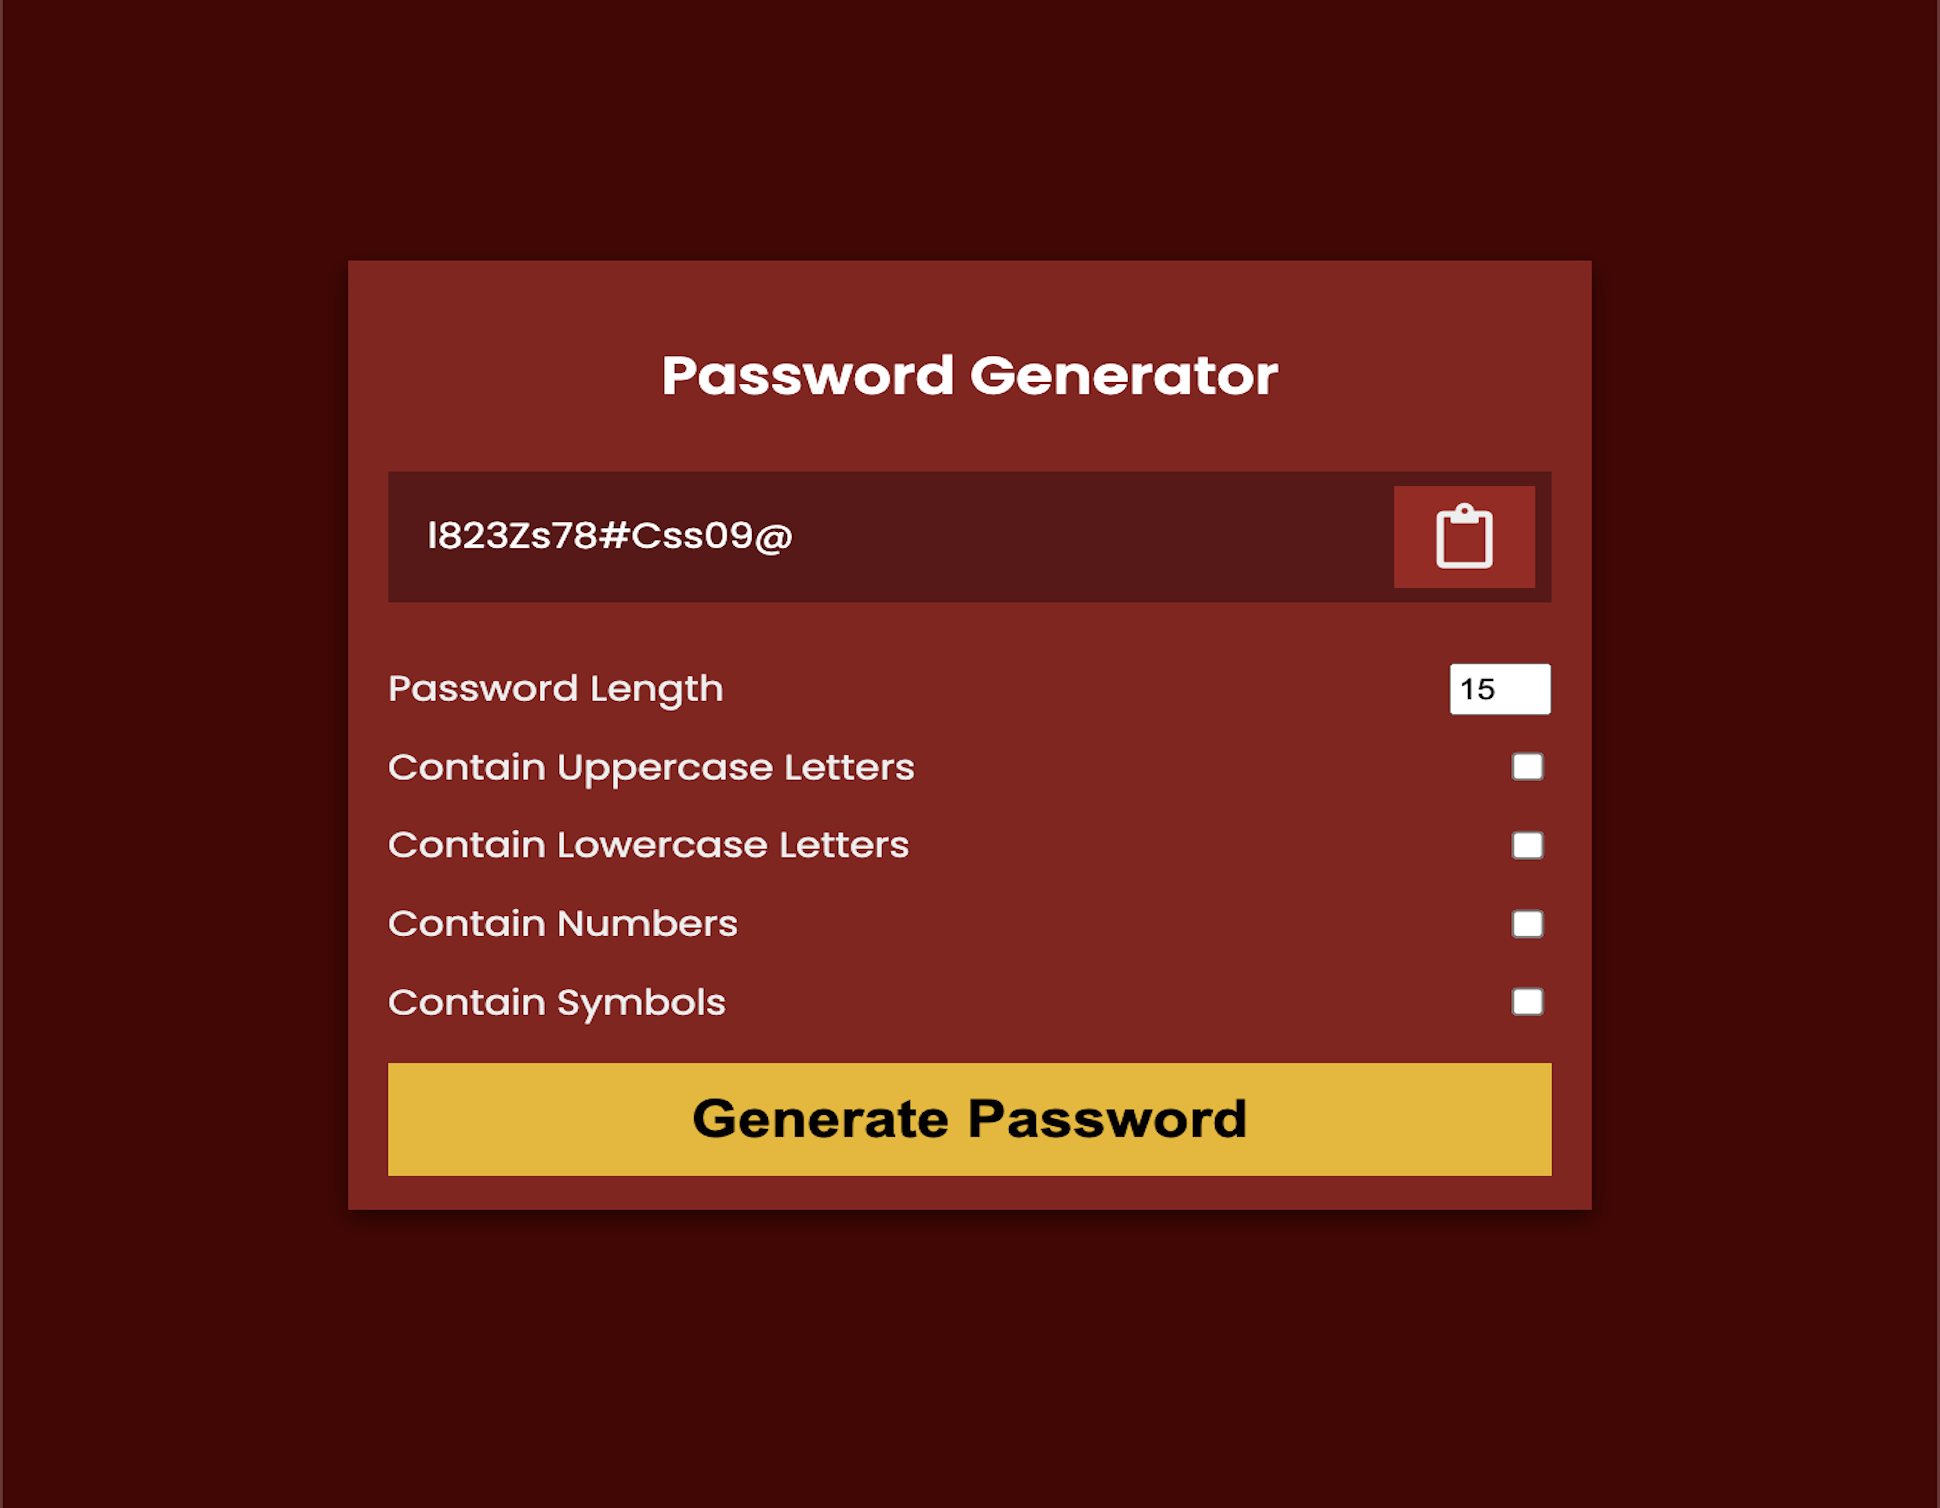 Password Generator
l823Zs78#Css09@
Password Length
15
Contain Uppercase Letters
Contain Lowercase Letters
Contain Numbers
Contain Symbols
Generate Password